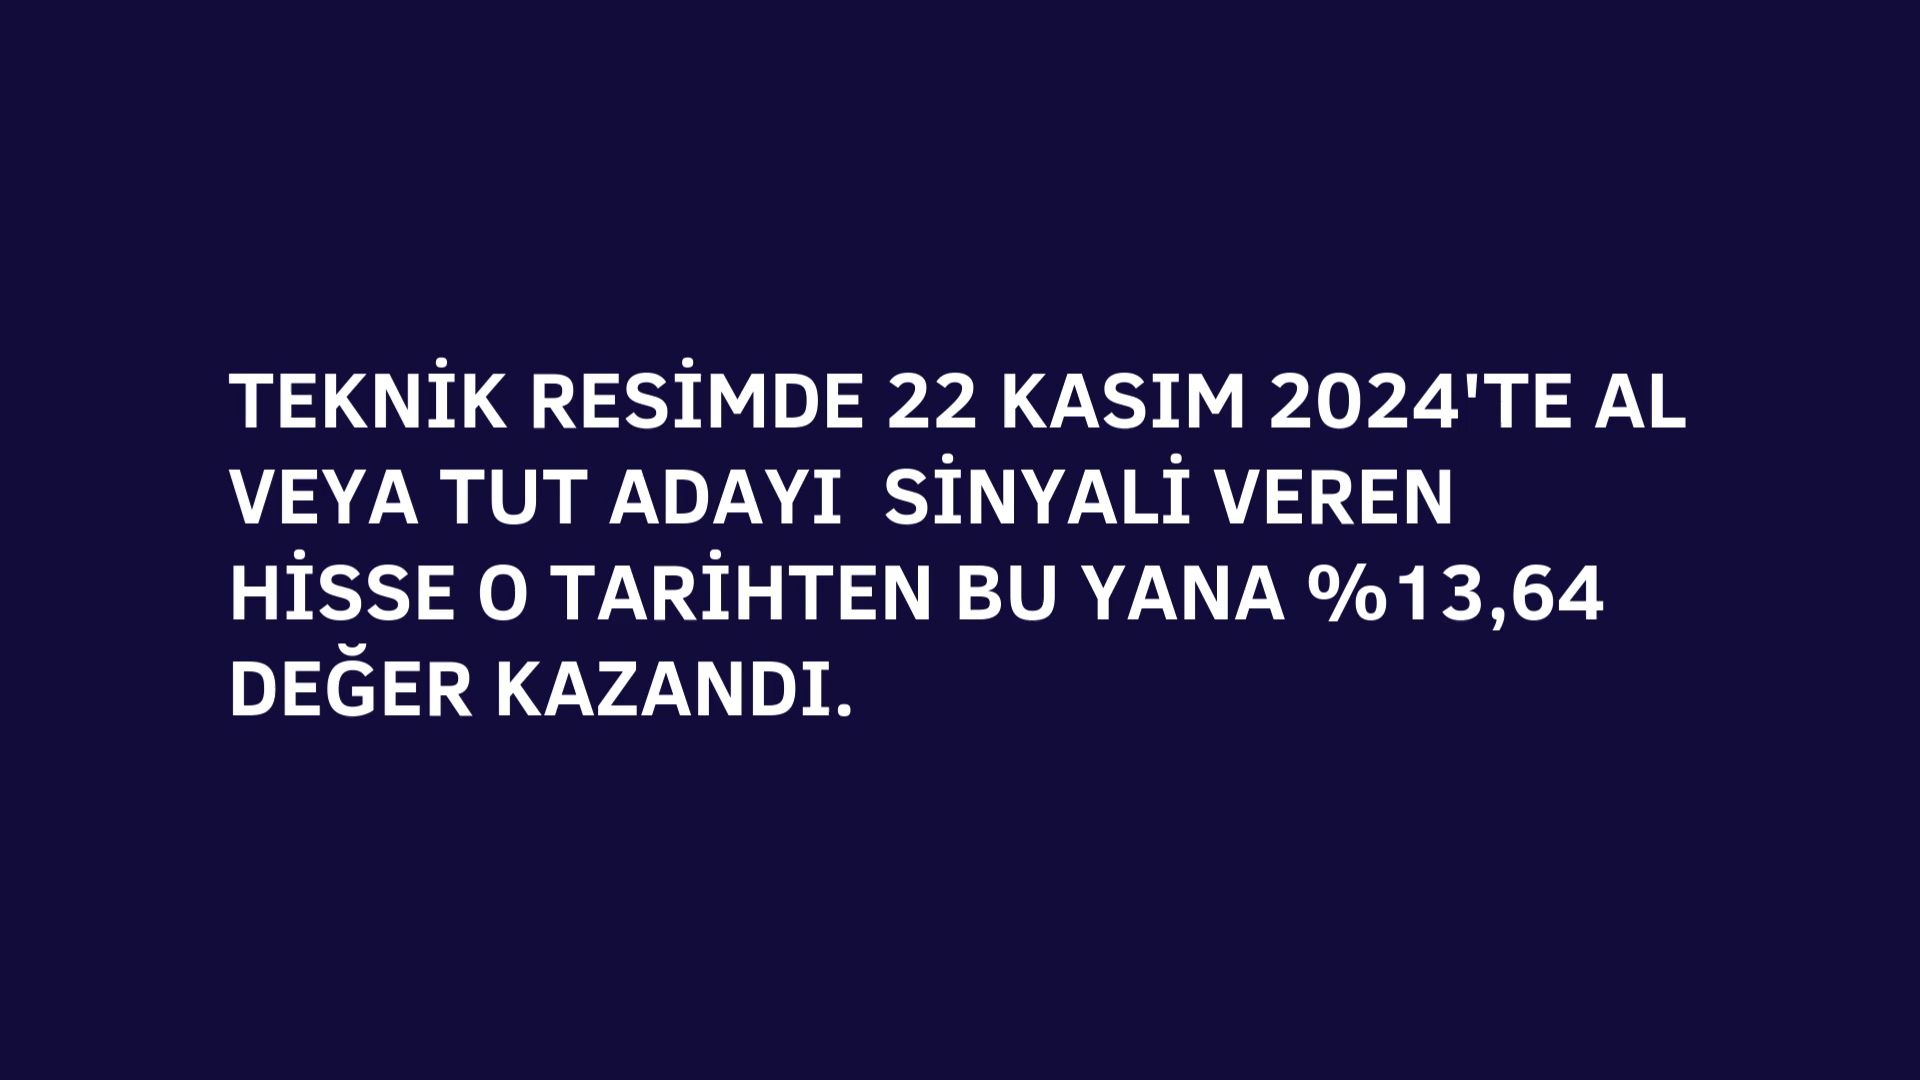 TEKNİK RESİMDE 22 KASIM 2024'TE AL
VEYA TUT ADAYI  SİNYALİ VEREN
HİSSE O TARİHTEN BU YANA %13,64
DEĞER KAZANDI.